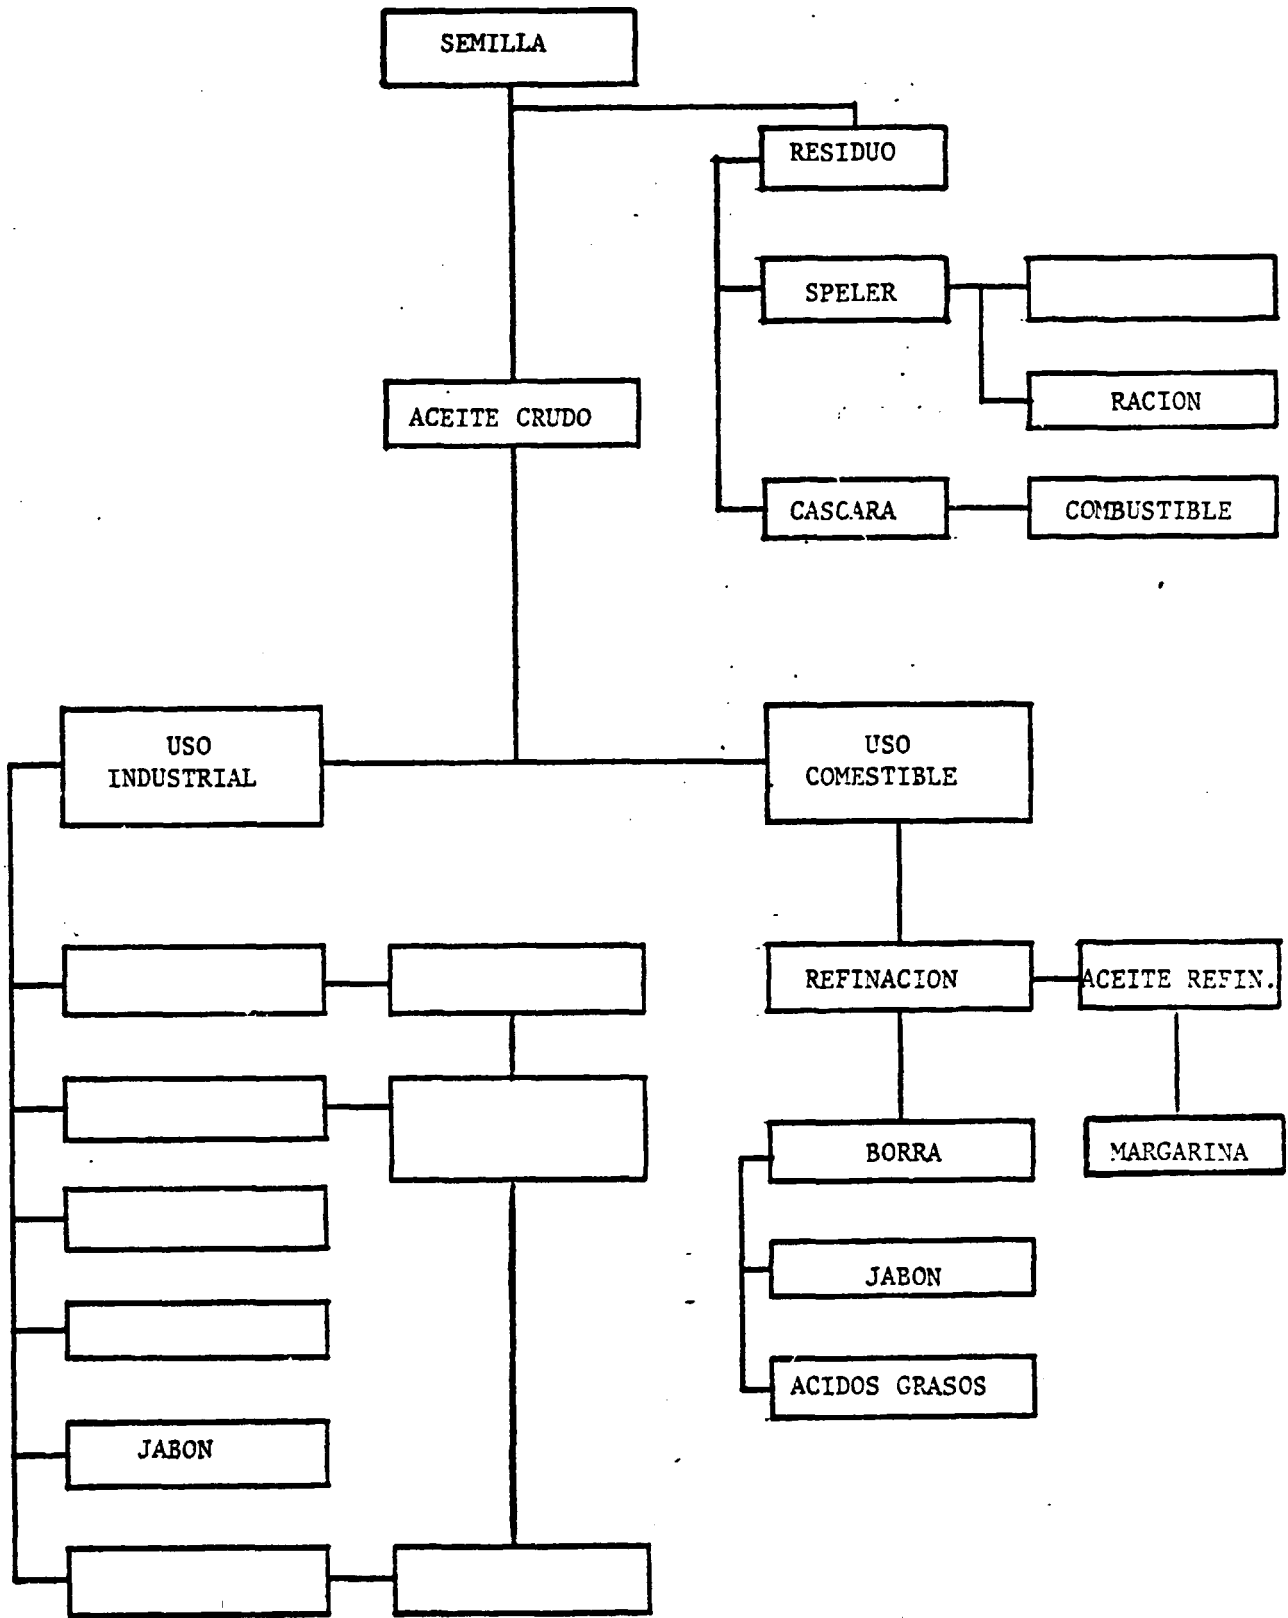 SEMILLA
RESIDUO
SPELER
RACION
ACEITE CRUDO
CASCARA
COMBUSTIBLE
USO
INDUSTRIAL
USO
COMESTIBLE
REFINACION
ACEITE REFIN.
BORRA
MARGARINA
JABON
ACIDOS GRASOS
JABON